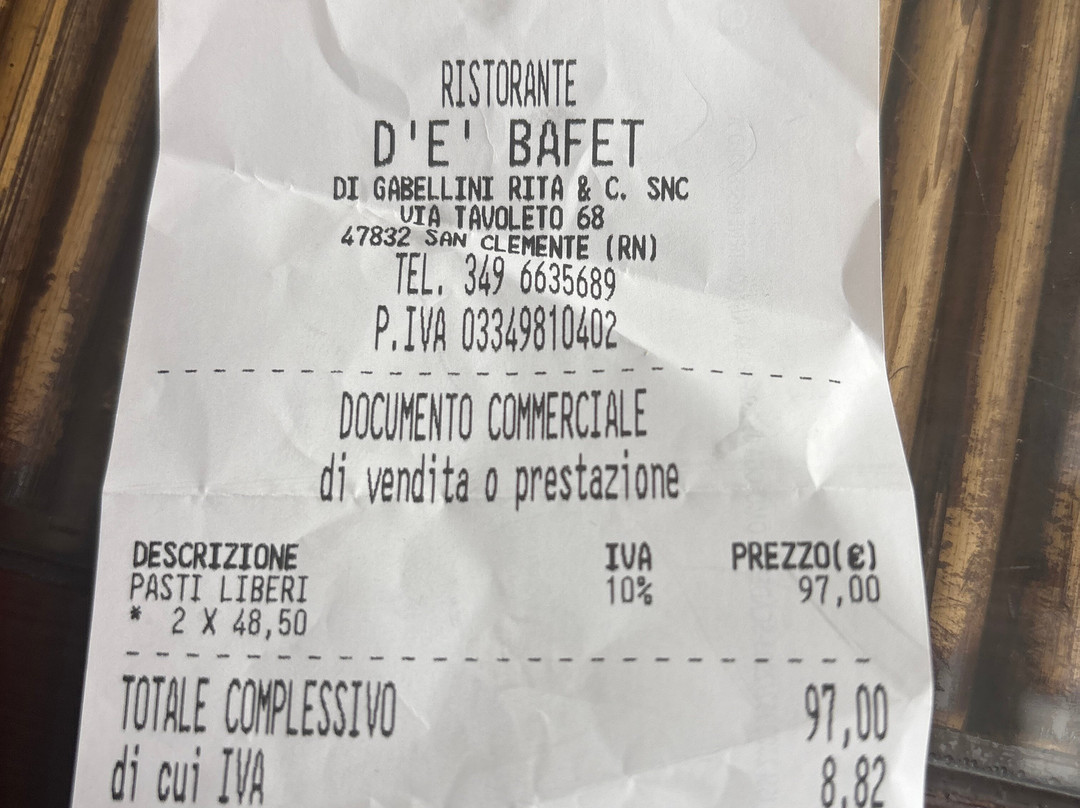 RISTORANTE
D'E' BAFET
DI GABELLINI RITA & C. SNC
VIA TAVOLETO 68
47832 SAN CLEMENTE (RN)
TEL. 349 6635689
P.IVA 03349810402
DOCUMENTO COMMERCIALE
di vendita o prestazione
DESCRIZIONE IVA PREZZO(€)
PASTI LIBERI 10% 97,00
* 2 X 48,50
TOTALE COMPLESSIVO 97,00
di cui IVA 8,82